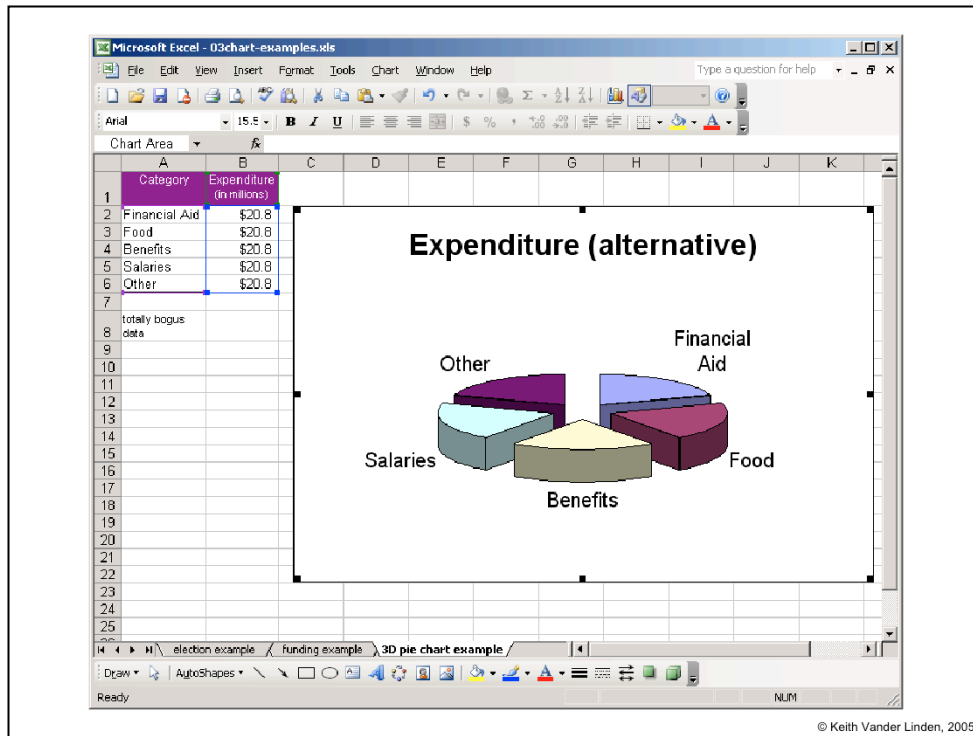 Microsoft Excel - 03chart-examples.xls
File Edit View Insert Format Tools Chart Window Help Type a question for help
Arial 15.5 B I U $ % ,
Chart Area fx
A B C D E F G H I J K
1 Category Expenditure
(in millions)
2 Financial Aid $20.8
3 Food $20.8
4 Benefits $20.8
5 Salaries $20.8
6 Other $20.8
7
8 totally bogus
data
9
10
11
12
13
14
15
16
17
18
19
20
21
22
23
24
25
Expenditure (alternative)
Financial
Aid
Other
Salaries
Food
Benefits
election example funding example 3D pie chart example
Draw AutoShapes
Ready NUM
© Keith Vander Linden, 2005